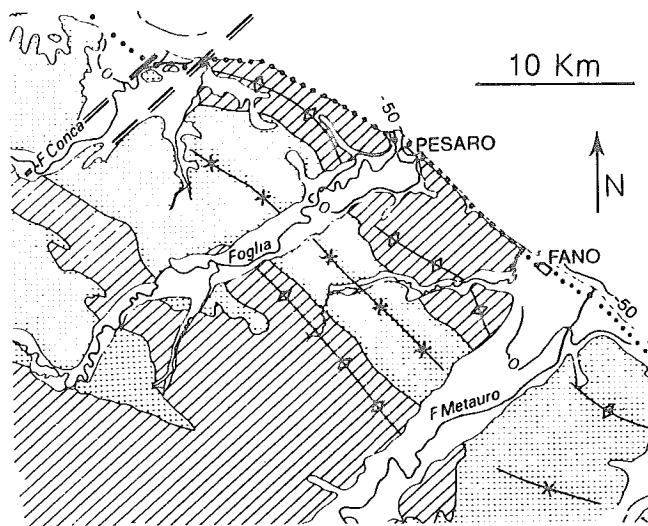 10 Km
N
F Conca
-50
PESARO
O
Foglia
FANO
-50
O
F Metauro